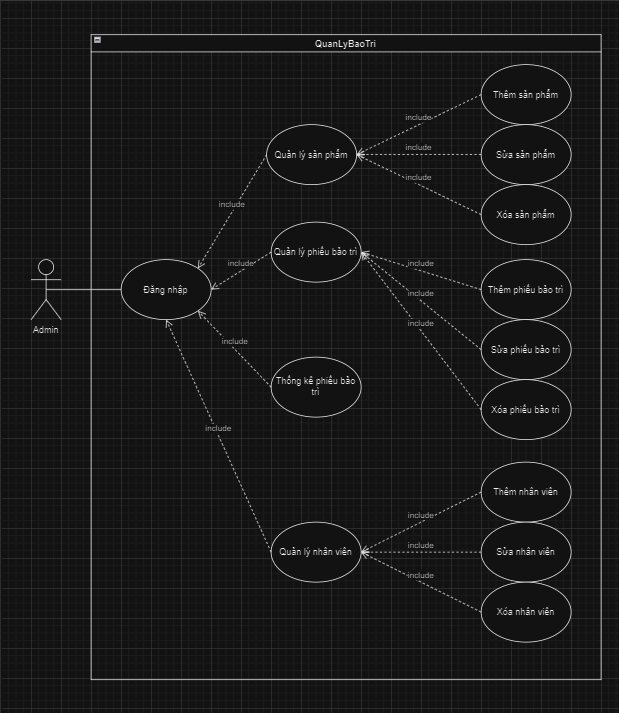 QuanLyBaoTri
Thêm sản phẩm
include
Quản lý sản phẩm
include
Sửa sản phẩm
include
Xóa sản phẩm
include
Quản lý phiếu bảo trì
include
include
Thêm phiếu bảo trì
include
include
Đăng nhập
Admin
include
Sửa phiếu bảo trì
Thống kê phiếu bảo
trì
Xóa phiếu bảo trì
include
Thêm nhân viên
include
Quản lý nhân viên
include
Sửa nhân viên
include
Xóa nhân viên